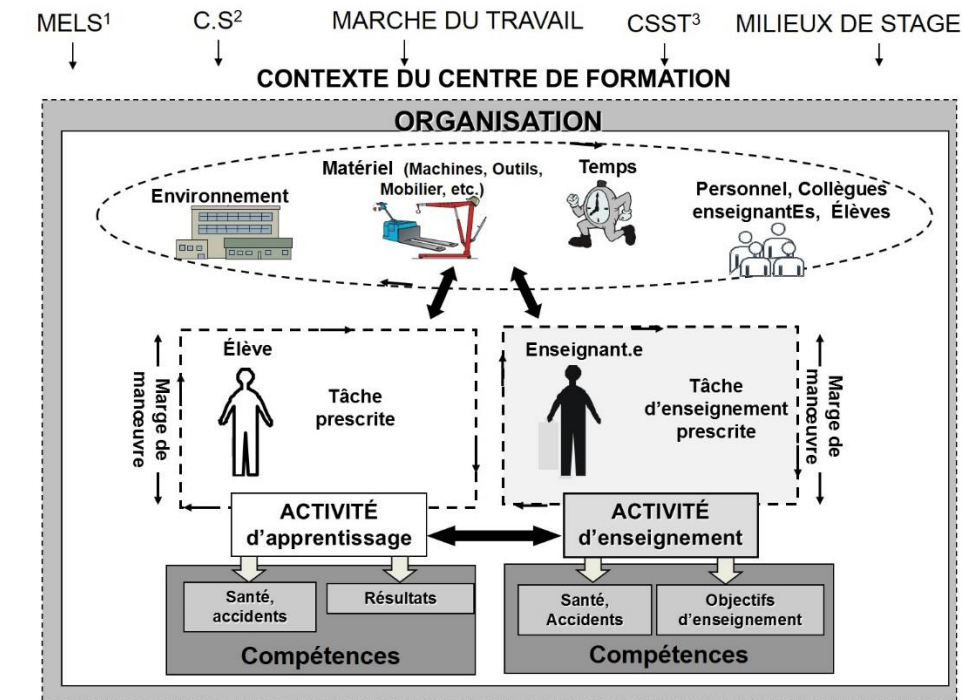 MELS¹ C.S² MARCHE DU TRAVAIL CSST³ MILIEUX DE STAGE
CONTEXTE DU CENTRE DE FORMATION
ORGANISATION
Environnement
Matériel (Machines, Outils,
Mobilier, etc.)
Temps
Personnel, Collègues
enseignantEs, Élèves
Marge de
manœuvre
Élève
Tâche
prescrite
Enseignant.e
Tâche
d'enseignement
prescrite
Marge de
manœuvre
ACTIVITÉ
d'apprentissage
ACTIVITÉ
d'enseignement
Santé,
accidents
Résultats
Compétences
Santé,
Accidents
Objectifs
d'enseignement
Compétences